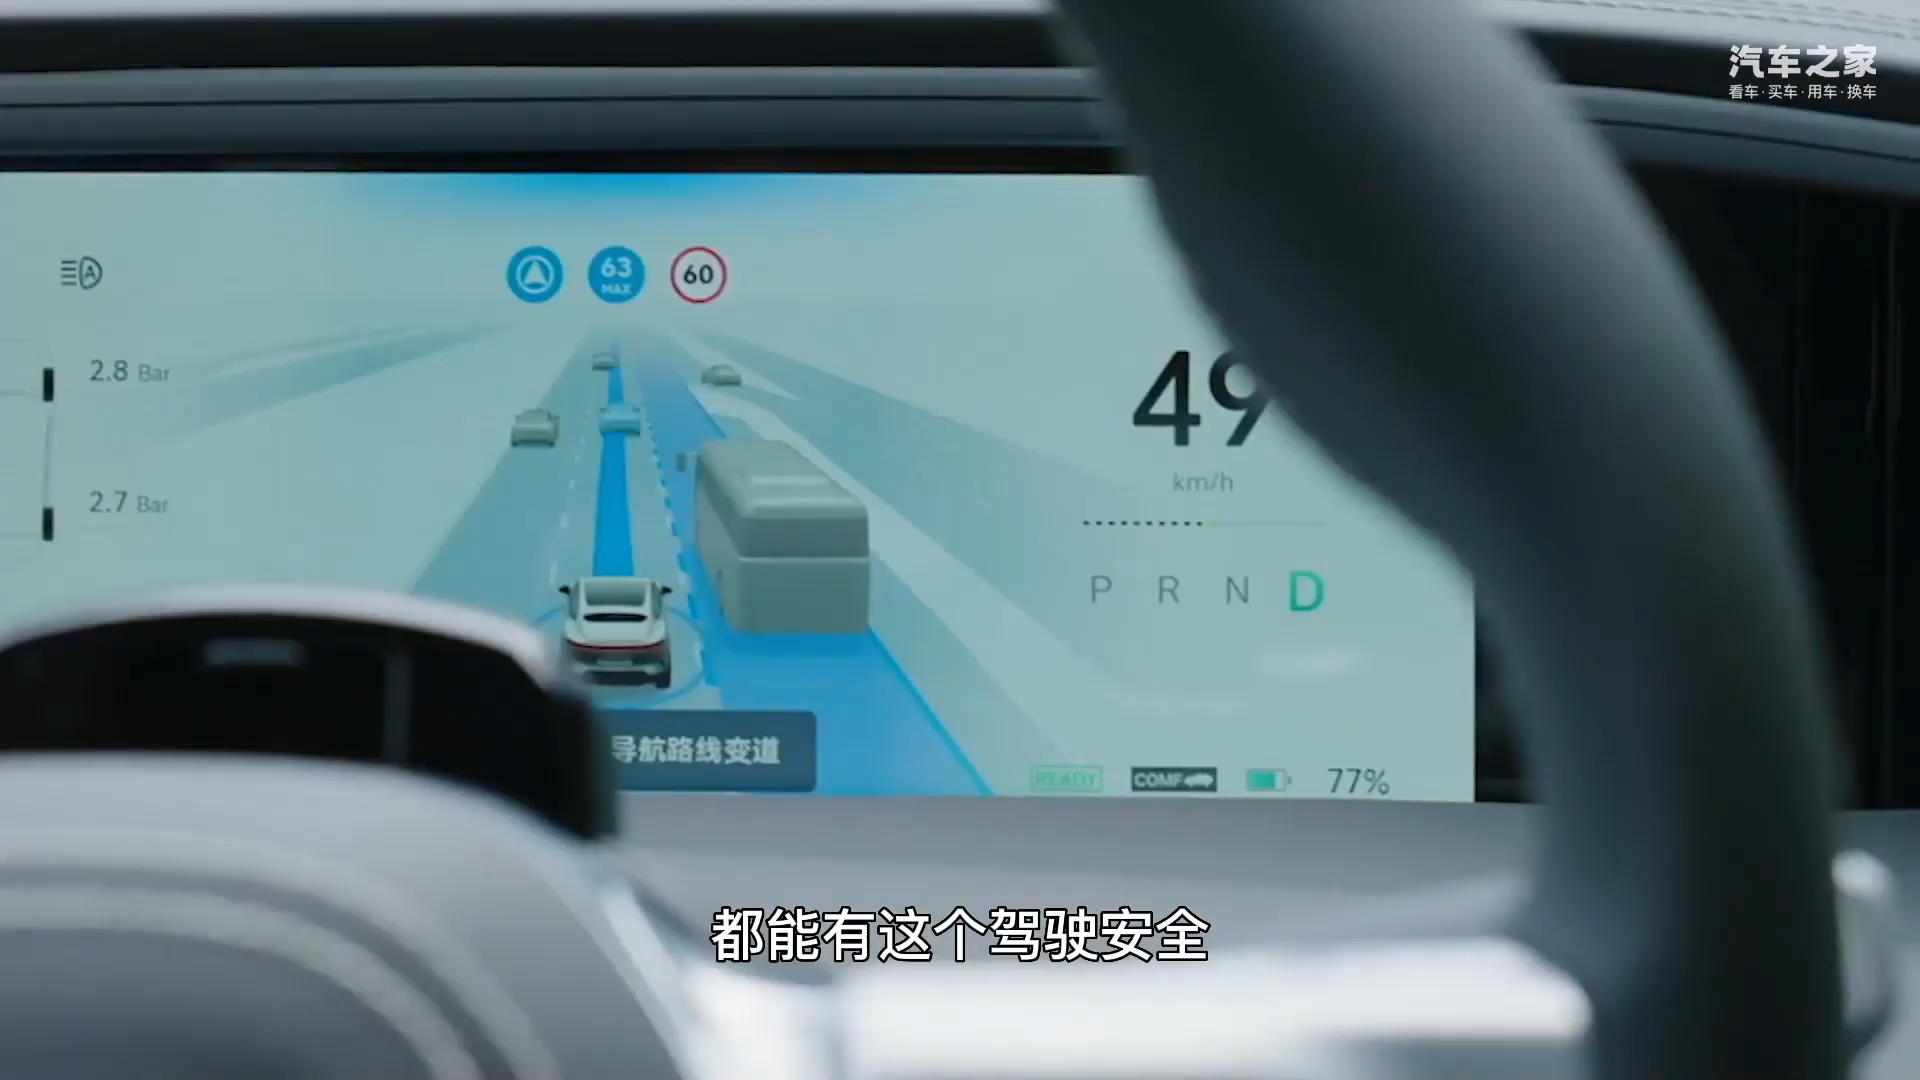 汽车之家
看车·买车·用车·换车
63
MAX
60
2.8 Bar
49
km/h
2.7 Bar
P R N D
导航路线变道
READY
COMF
77%
都能有这个驾驶安全